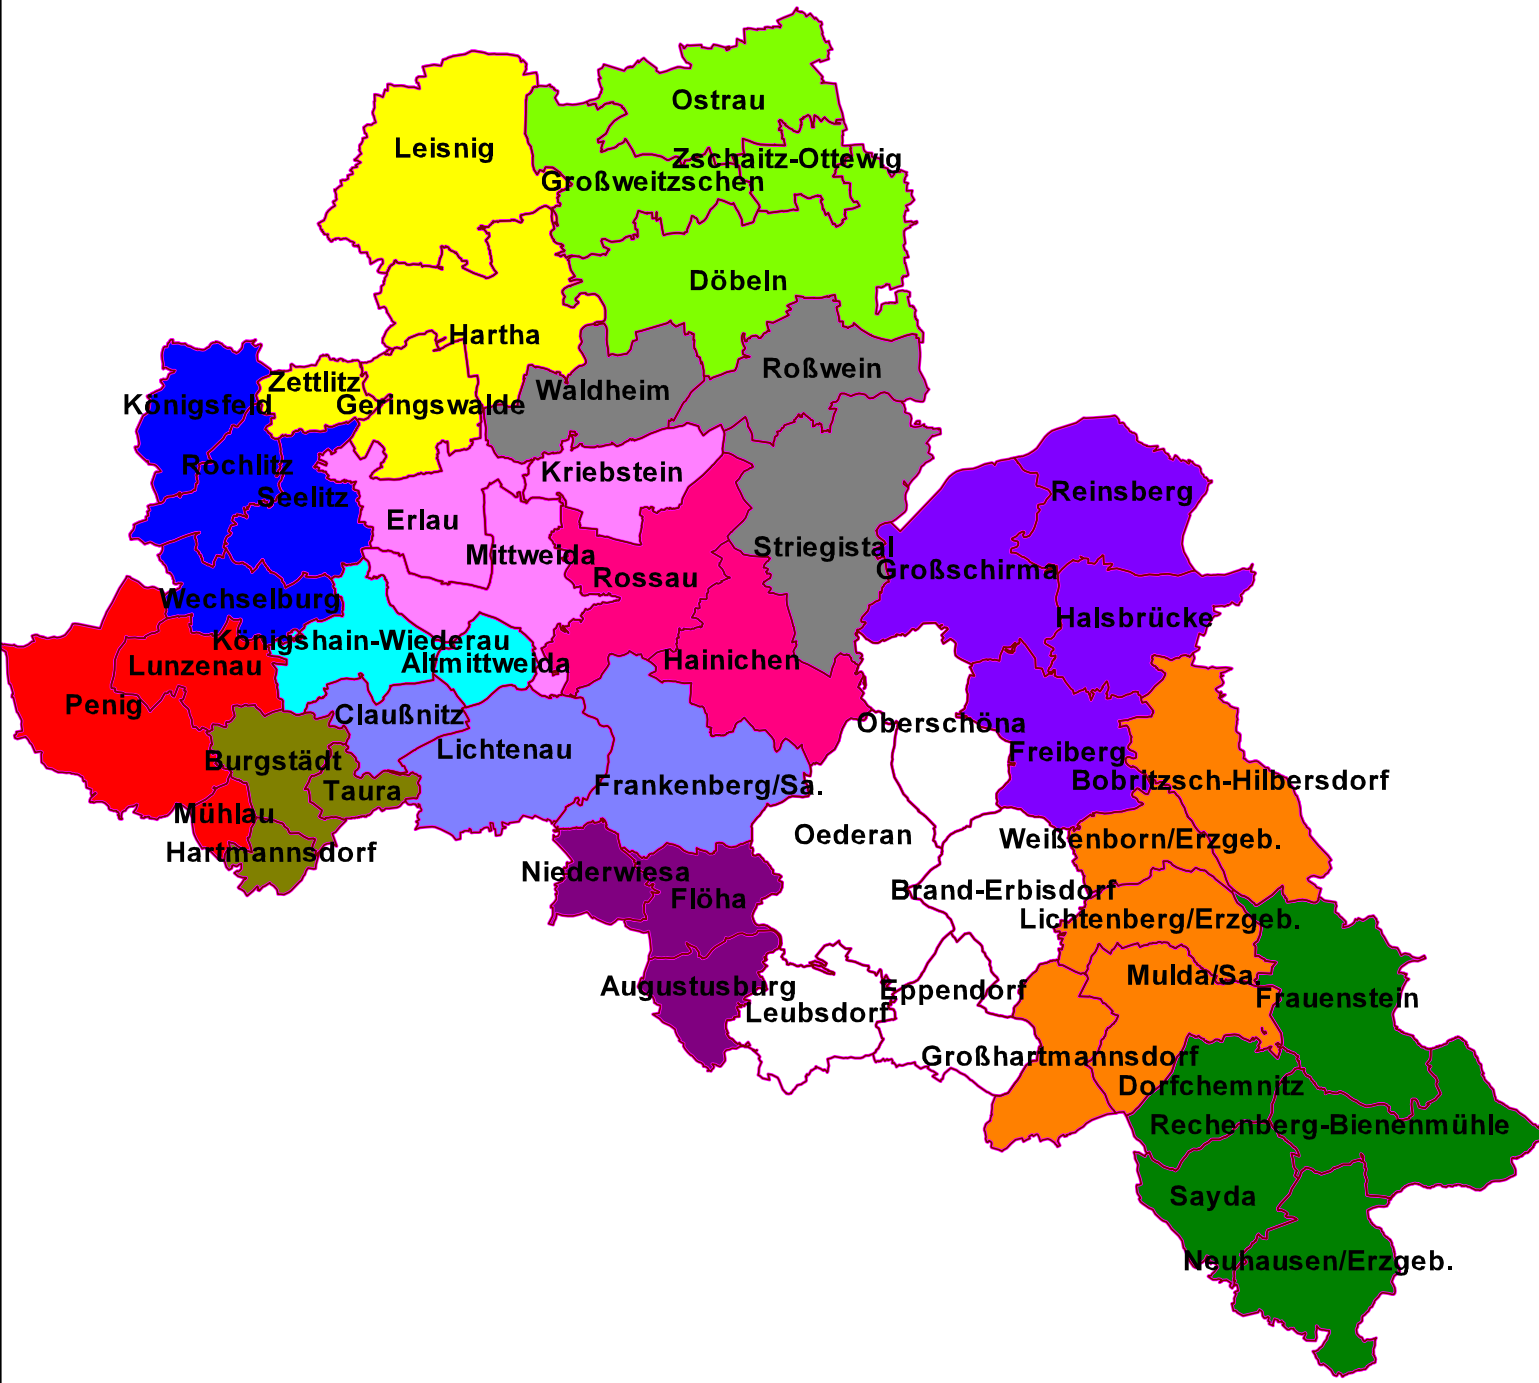 Ostrau
Leisnig
Zschaitz-Ottewig
Großweitzschen
Döbeln
Hartha
Roßwein
Zettlitz
Waldheim
Königsfeld
Geringswalde
Rochlitz
Kriebstein
Reinsberg
Seelitz
Erlau
Striegistal
Mittweida
Großschirma
Rossau
Wechselburg
Halsbrücke
Königshain-Wiederau
Hainichen
Altmittweida
Lunzenau
Penig
Claußnitz
Oberschöna
Lichtenau
Freiberg
Burgstädt
Bobritzsch-Hilbersdorf
Frankenberg/Sa.
Taura
Mühlau
Oederan
Weißenborn/Erzgeb.
Hartmannsdorf
Niederwiesa
Brand-Erbisdorf
Flöha
Lichtenberg/Erzgeb.
Mulda/Sa.
Augustusburg
Eppendorf
Frauenstein
Leubsdorf
Großhartmannsdorf
Dorfchemnitz
Rechenberg-Bienenmühle
Sayda
Neuhausen/Erzgeb.